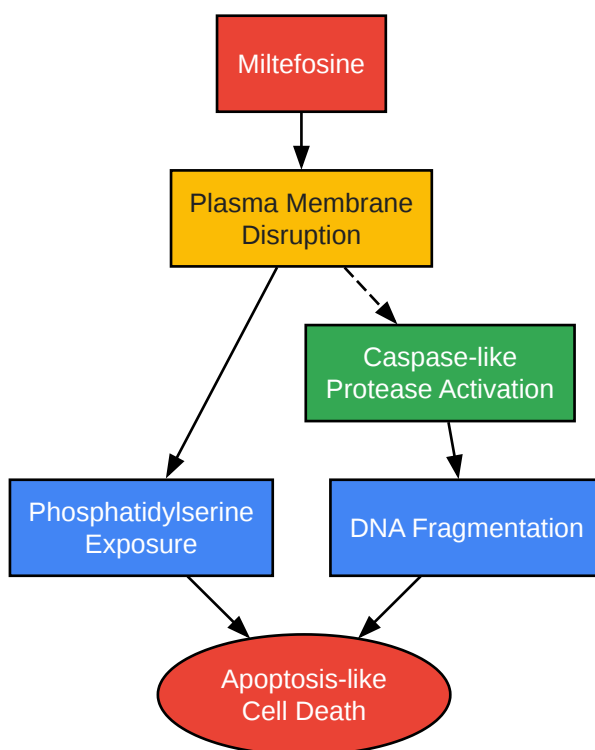 Miltefosine
Plasma Membrane
Disruption
Caspase-like
Protease Activation
Phosphatidylserine
Exposure
DNA Fragmentation
Apoptosis-like
Cell Death